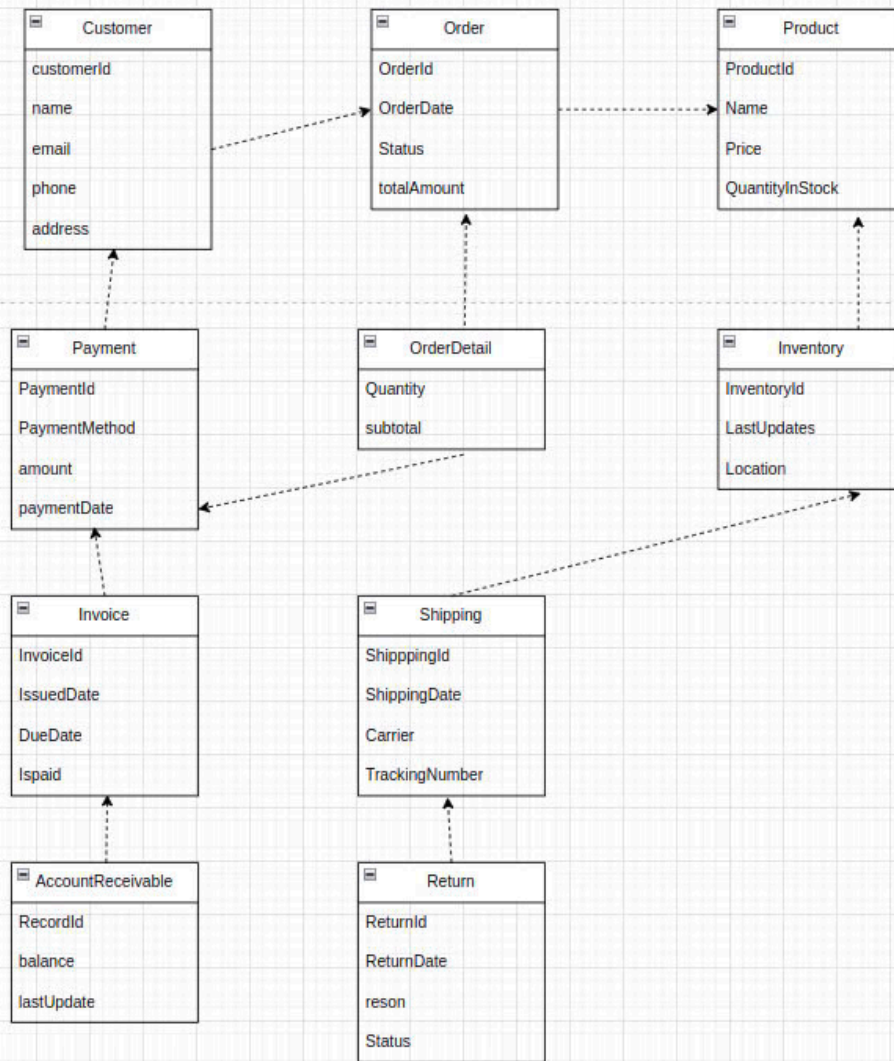 Customer
customerId
name
email
phone
address
Order
OrderId
OrderDate
Status
totalAmount
Product
ProductId
Name
Price
QuantityInStock
Payment
PaymentId
PaymentMethod
amount
paymentDate
OrderDetail
Quantity
subtotal
Inventory
InventoryId
LastUpdates
Location
Invoice
InvoiceId
IssuedDate
DueDate
Ispaid
Shipping
ShipppingId
ShippingDate
Carrier
TrackingNumber
AccountReceivable
RecordId
balance
lastUpdate
Return
ReturnId
ReturnDate
reson
Status